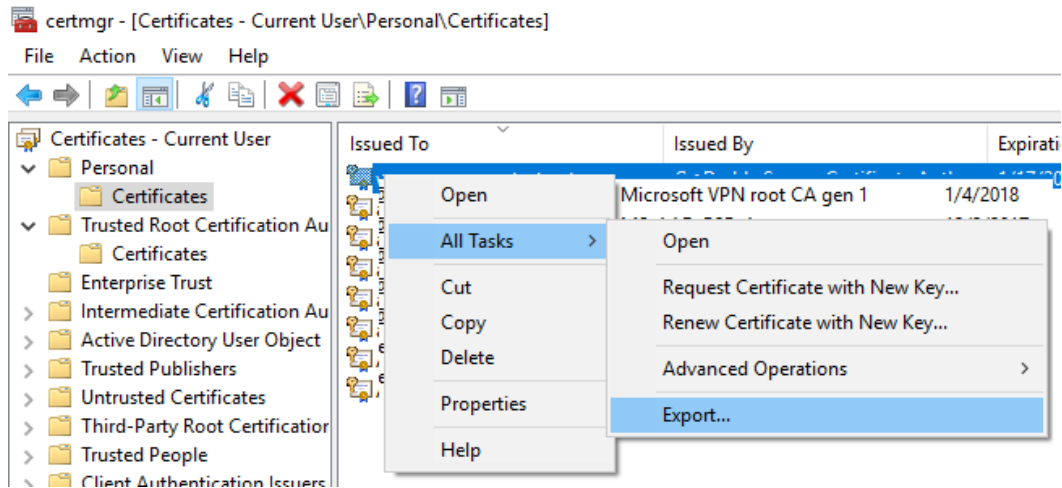 certmgr - [Certificates - Current User\Personal\Certificates]
File Action View Help
Certificates - Current User
Personal
Certificates
Trusted Root Certification Au
Certificates
Enterprise Trust
Intermediate Certification Au
Active Directory User Object
Trusted Publishers
Untrusted Certificates
Third-Party Root Certification
Trusted People
Client Authentication Issuers
Issued To Issued By Expirati
Microsoft VPN root CA gen 1 1/4/2018
Open
All Tasks
Cut
Copy
Delete
Properties
Help
Open
Request Certificate with New Key...
Renew Certificate with New Key...
Advanced Operations
Export...